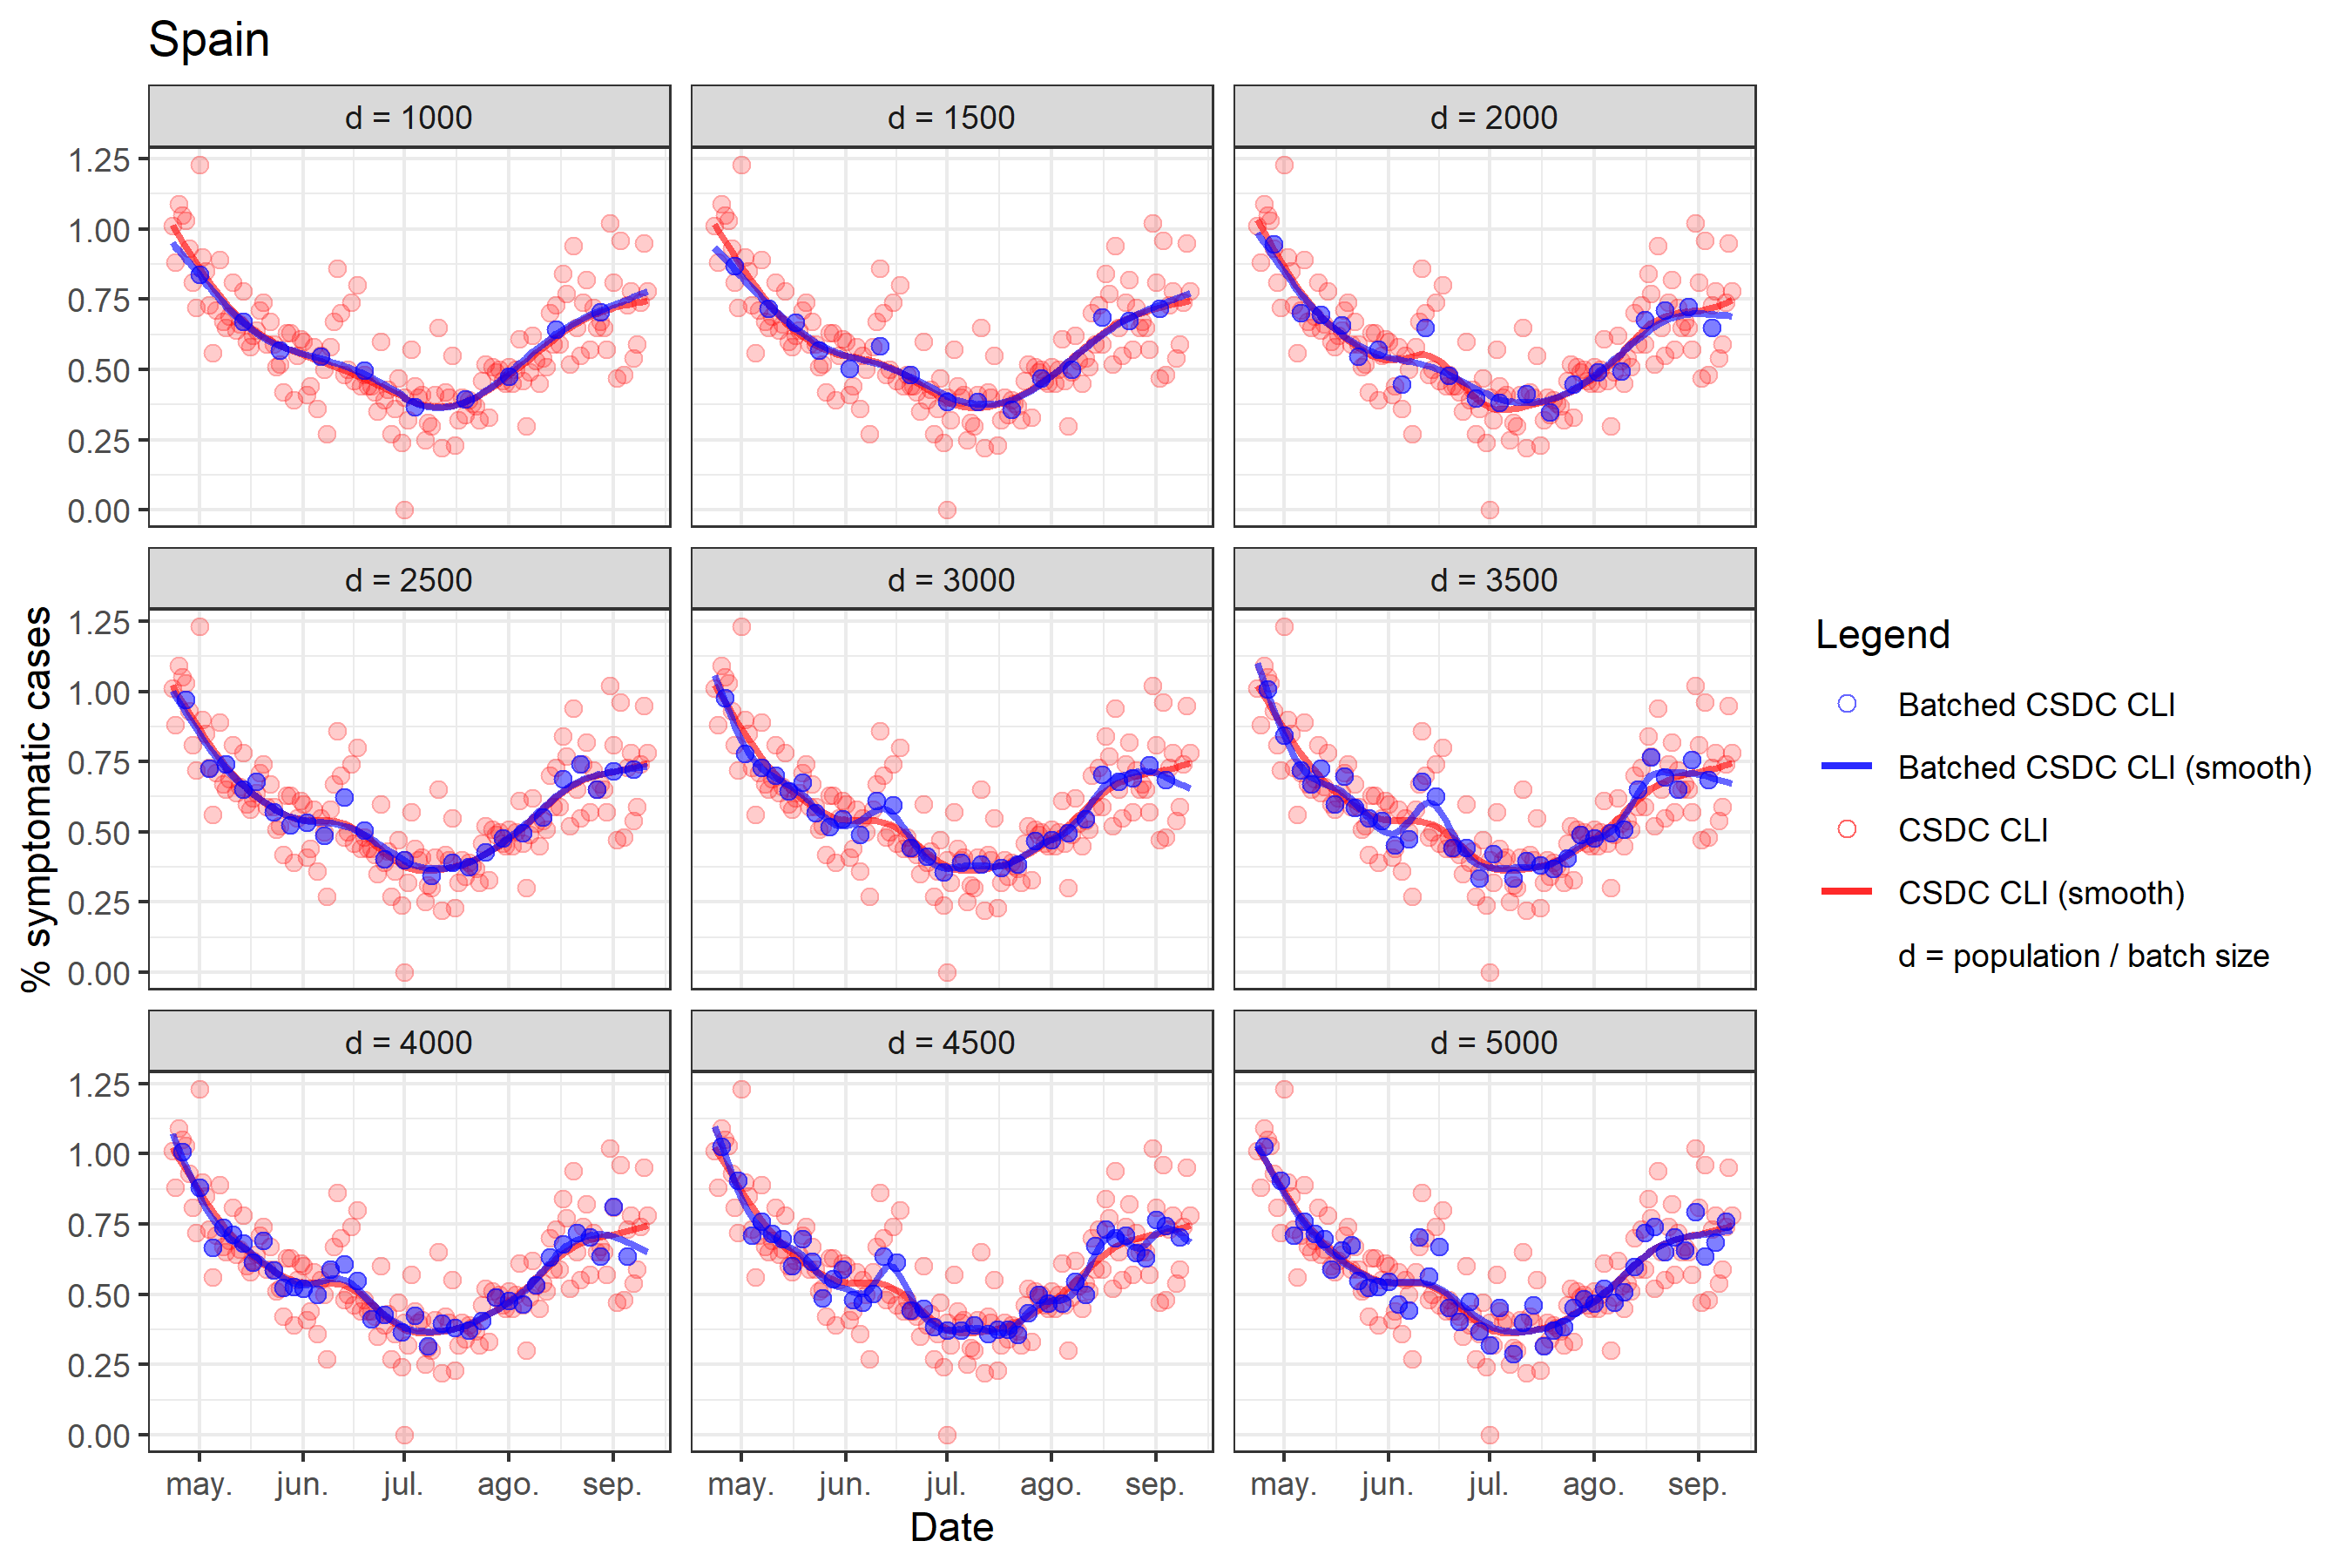 Spain
d = 1000
d = 1500
d = 2000
1.25
1.00
0.75
0.50
0.25
0.00
d = 2500
d = 3000
d = 3500
1.25
1.00
0.75
0.50
0.25
0.00
d = 4000
d = 4500
d = 5000
1.25
1.00
0.75
0.50
0.25
0.00
may. jun. jul. ago. sep.
may. jun. jul. ago. sep.
may. jun. jul. ago. sep.
Date
% symptomatic cases
Legend
Batched CSDC CLI
Batched CSDC CLI (smooth)
CSDC CLI
CSDC CLI (smooth)
d = population / batch size